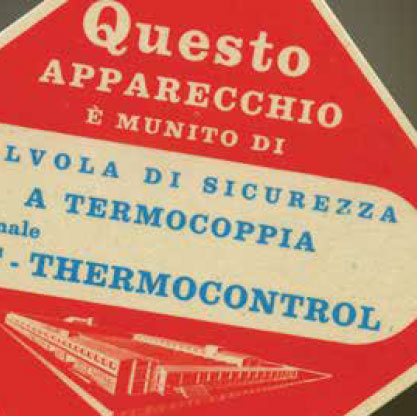 Questo
APPARECCHIO
È MUNITO DI
LVOLA DI SICUREZZA
A TERMOCOPPIA
nale
- THERMOCONTROL